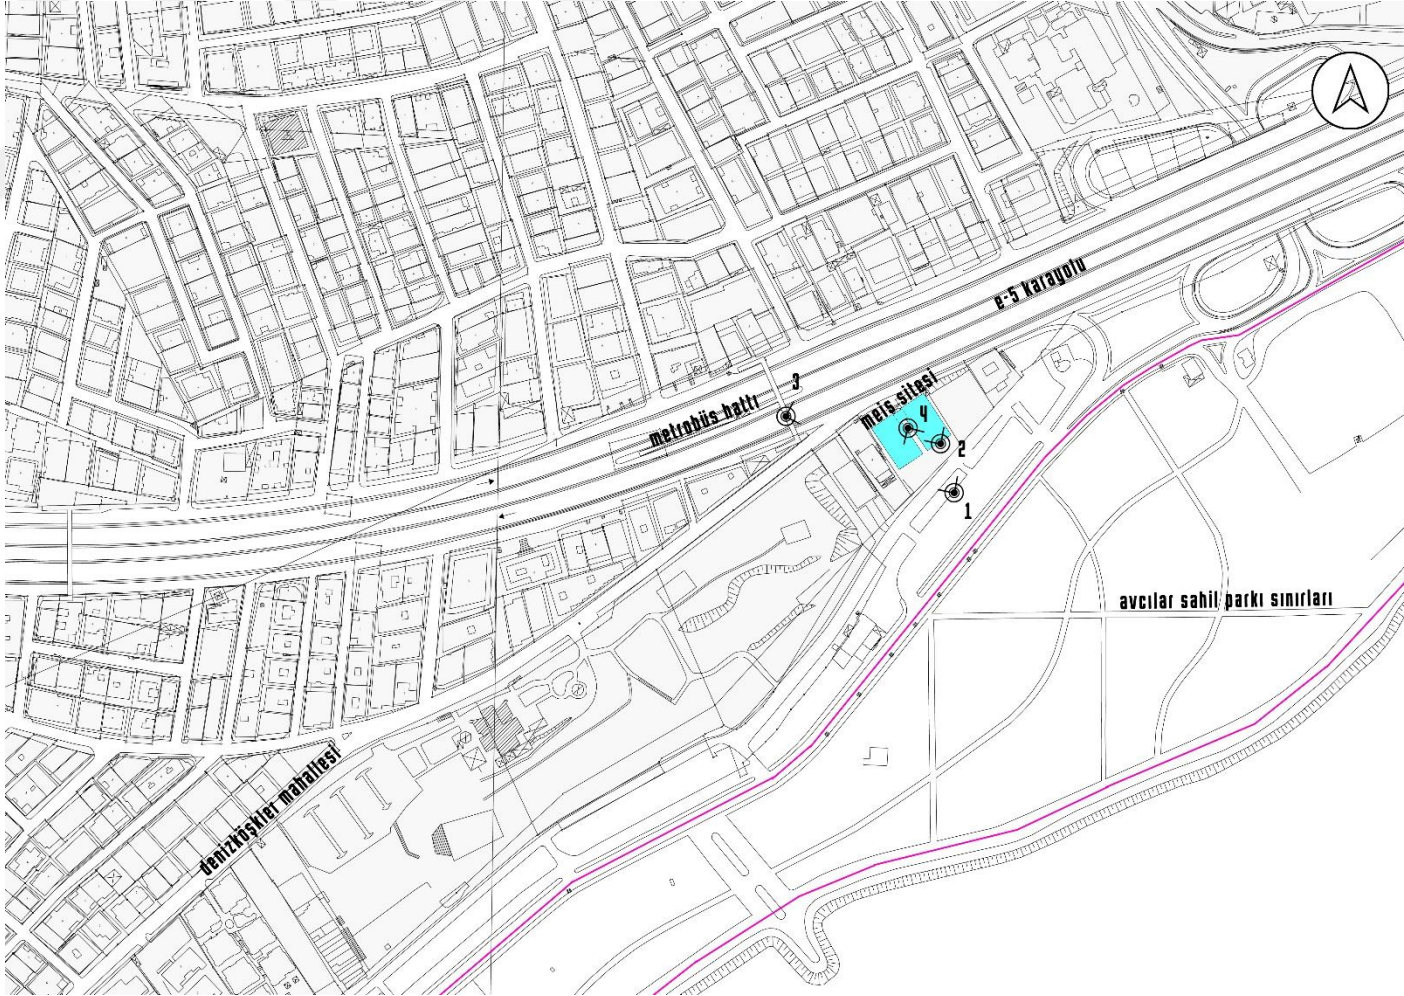 e-5 karayolu
3
meis sitesi
metrobüs hattı
4
2
1
avcılar sahil parkı sınırları
denizköşkler mahallesi